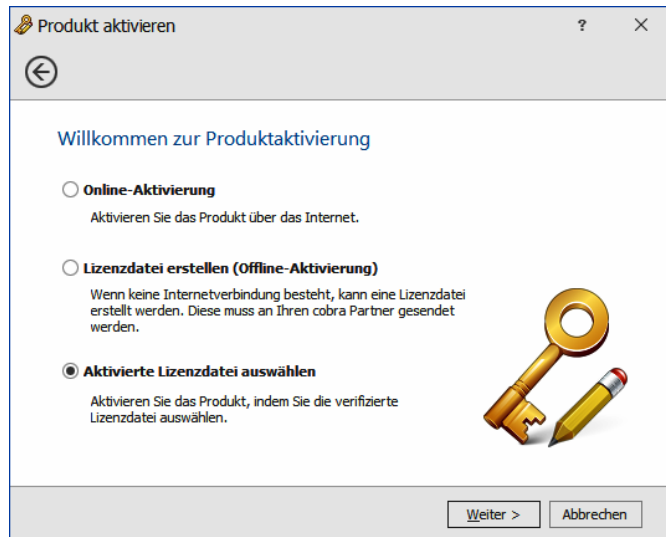 Produkt aktivieren
?
Willkommen zur Produktaktivierung
Online-Aktivierung
Aktivieren Sie das Produkt über das Internet.
Lizenzdatei erstellen (Offline-Aktivierung)
Wenn keine Internetverbindung besteht, kann eine Lizenzdatei
erstellt werden. Diese muss an Ihren cobra Partner gesendet
werden.
Aktivierte Lizenzdatei auswählen
Aktivieren Sie das Produkt, indem Sie die verifizierte
Lizenzdatei auswählen.
Weiter >
Abbrechen